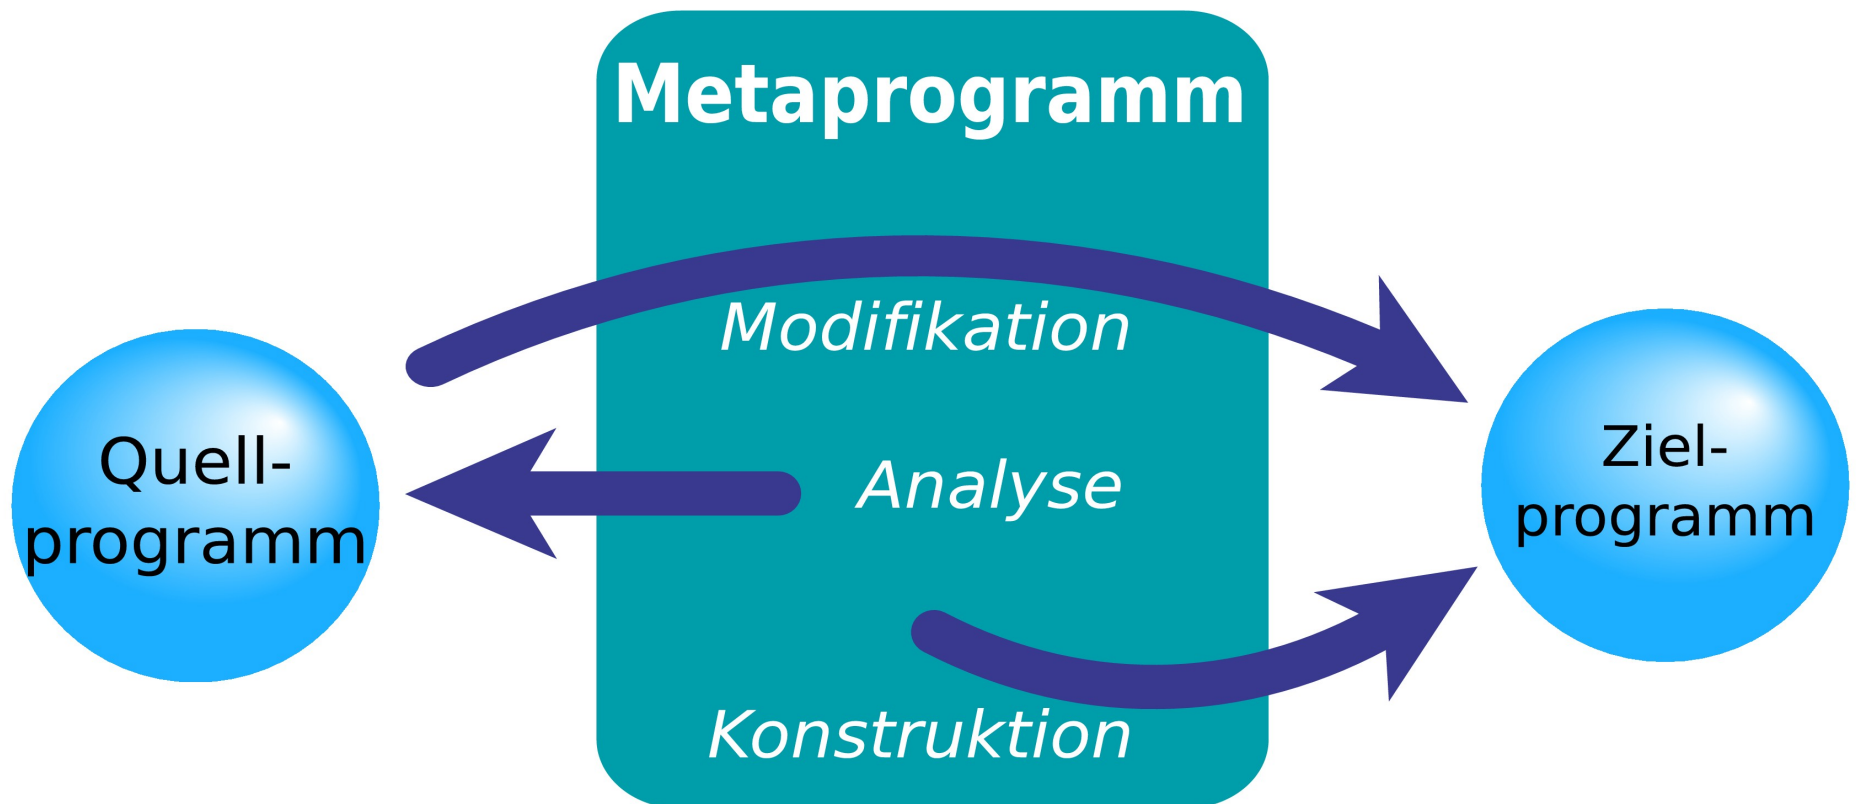 Metaprogramm
Modifikation
Quell-
programm
Analyse
Ziel-
programm
Konstruktion